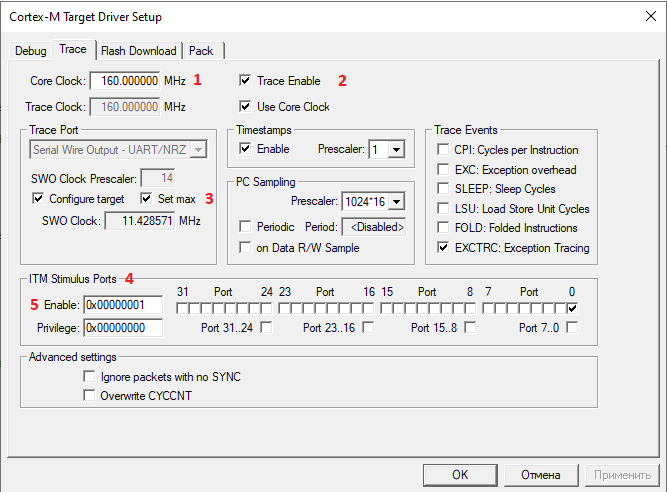 Cortex-M Target Driver Setup
Debug Trace Flash Download Pack
Core Clock: 160.000000 MHz 1 Trace Enable 2
Trace Clock: 160.000000 MHz Use Core Clock
Trace Port
Serial Wire Output - UART/NRZ
SWO Clock Prescaler: 14
Configure target Set max 3
SWO Clock: 11.428571 MHz
Timestamps
Enable Prescaler: 1
PC Sampling
Prescaler: 1024*16
Periodic Period: <Disabled>
on Data R/W Sample
Trace Events
CPI: Cycles per Instruction
EXC: Exception overhead
SLEEP: Sleep Cycles
LSU: Load Store Unit Cycles
FOLD: Folded Instructions
EXCTRC: Exception Tracing
ITM Stimulus Ports 4
31 Port 24 23 Port 16 15 Port 8 7 Port 0
5 Enable: 0x00000001
Privilege: 0x00000000 Port 31..24 Port 23..16 Port 15..8 Port 7..0
Advanced settings
Ignore packets with no SYNC
Overwrite CYCCNT
OK Отмена Применить